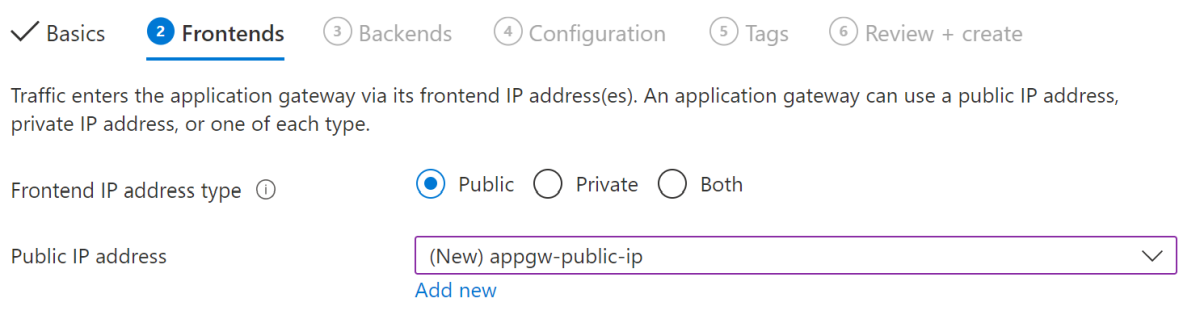 Basics 2 Frontends 3 Backends 4 Configuration 5 Tags 6 Review + create
Traffic enters the application gateway via its frontend IP address(es). An application gateway can use a public IP address,
private IP address, or one of each type.
Frontend IP address type i Public Private Both
Public IP address (New) appgw-public-ip
Add new